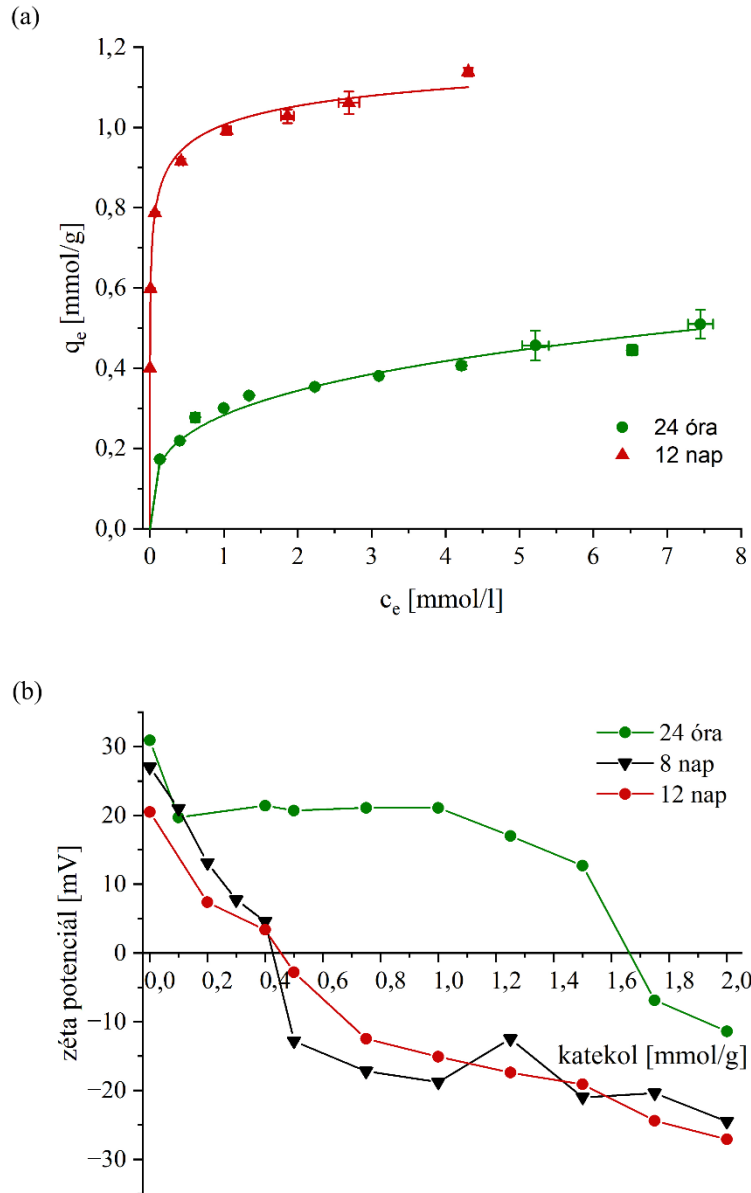 (a)
1,2
1,0
0,8
0,6
0,4
0,2
0,0
qe [mmol/g]
24 óra
12 nap
0 1 2 3 4 5 6 7 8
ce [mmol/l]
(b)
30
20
10
0
−10
−20
−30
zéta potenciál [mV]
24 óra
8 nap
12 nap
0,0 0,2 0,4 0,6 0,8 1,0 1,2 1,4 1,6 1,8 2,0
katekol [mmol/g]